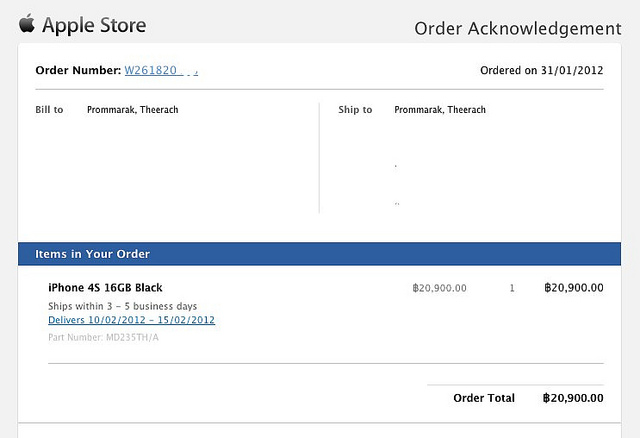 Apple Store
Order Acknowledgement
Order Number: W261820
Ordered on 31/01/2012
Bill to Prommarak, Theerach
Ship to Prommarak, Theerach
Items in Your Order
iPhone 4S 16GB Black ฿20,900.00 1 ฿20,900.00
Ships within 3 - 5 business days
Delivers 10/02/2012 - 15/02/2012
Part Number: MD235TH/A
Order Total ฿20,900.00